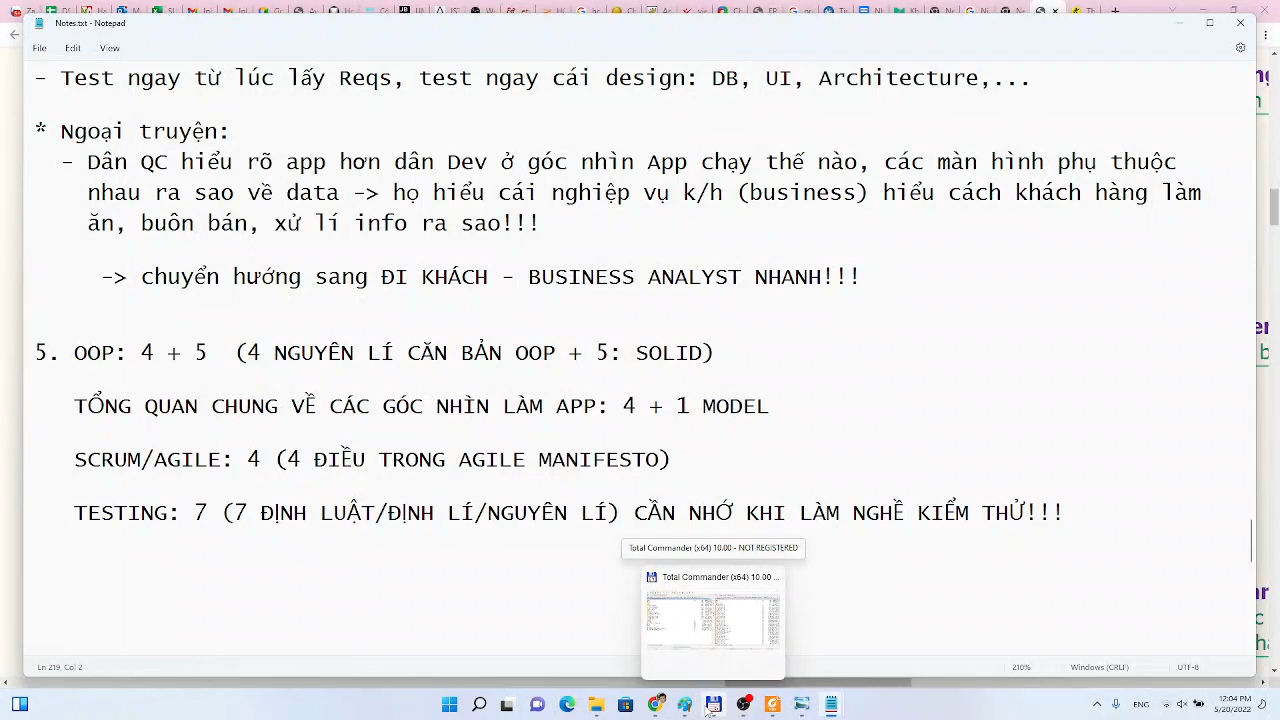 Notes.txt - Notepad
File Edit View
- Test ngay từ lúc lấy Reqs, test ngay cái design: DB, UI, Architecture,...
* Ngoại truyện:
- Dân QC hiểu rõ app hơn dân Dev ở góc nhìn App chạy thế nào, các màn hình phụ thuộc
nhau ra sao về data -> họ hiểu cái nghiệp vụ k/h (business) hiểu cách khách hàng làm
ăn, buôn bán, xử lí info ra sao!!!
-> chuyển hướng sang ĐI KHÁCH - BUSINESS ANALYST NHANH!!!
5. OOP: 4 + 5 (4 NGUYÊN LÍ CĂN BẢN OOP + 5: SOLID)
TỔNG QUAN CHUNG VỀ CÁC GÓC NHÌN LÀM APP: 4 + 1 MODEL
SCRUM/AGILE: 4 (4 ĐIỀU TRONG AGILE MANIFESTO)
TESTING: 7 (7 ĐỊNH LUẬT/ĐỊNH LÍ/NGUYÊN LÍ) CẦN NHỚ KHI LÀM NGHỀ KIỂM THỬ!!!
Total Commander (x64) 10.00 - NOT REGISTERED
Total Commander (x64) 10.00 ...
Ln 219, Col 2 210% Windows (CRLF) UTF-8
ENG 12:04 PM
5/20/2022